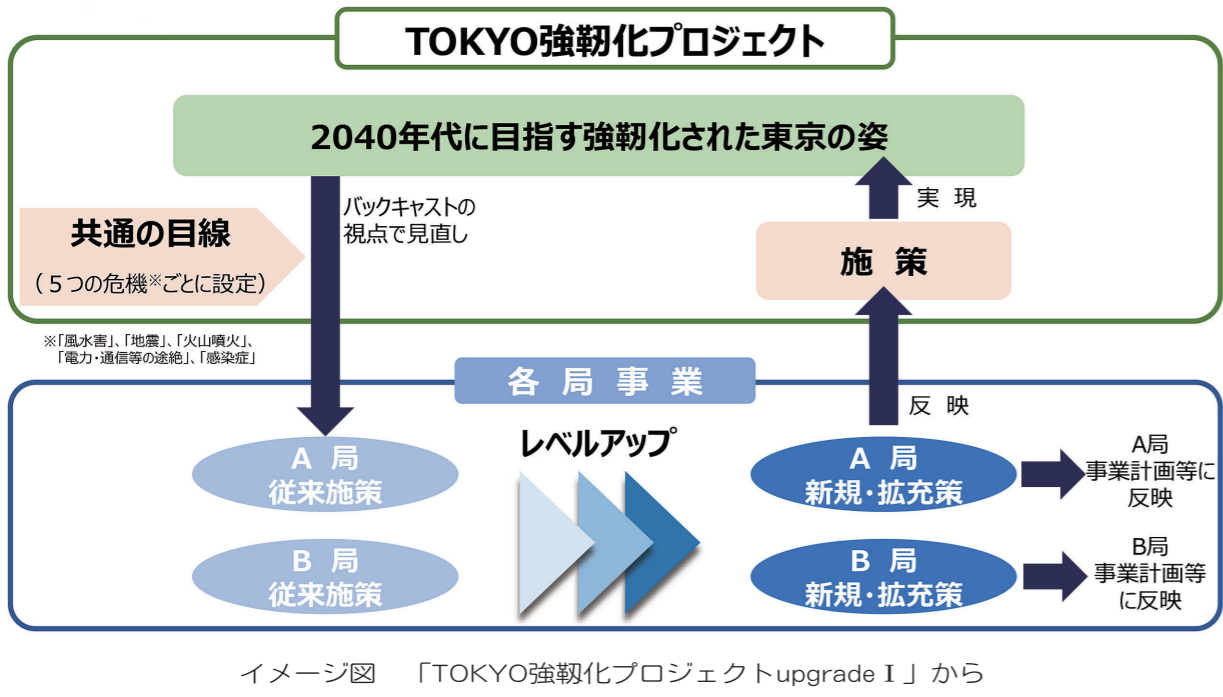 TOKYO強靭化プロジェクト
2040年代に目指す強靭化された東京の姿
バックキャストの
視点で見直し
共通の目線
(5つの危機※ごとに設定)
実 現
施 策
※「風水害」、「地震」、「火山噴火」、
「電力・通信等の途絶」、「感染症」
各 局 事 業
反 映
レベルアップ
A 局
従来施策
B 局
従来施策
A 局
新規・拡充策
B 局
新規・拡充策
A局
事業計画等に
反映
B局
事業計画等
に反映
イメージ図 「TOKYO強靱化プロジェクトupgradeⅠ」から